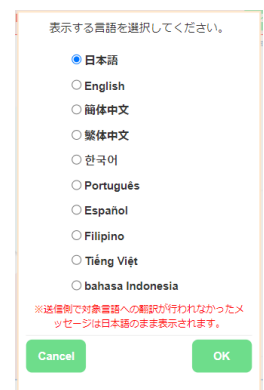 表示する言語を選択してください。
日本語
English
簡体中文
繁体中文
한국어
Português
Español
Filipino
Tiếng Việt
bahasa Indonesia
※送信側で対象言語への翻訳が行われなかったメ
ッセージは日本語のまま表示されます。
Cancel
OK